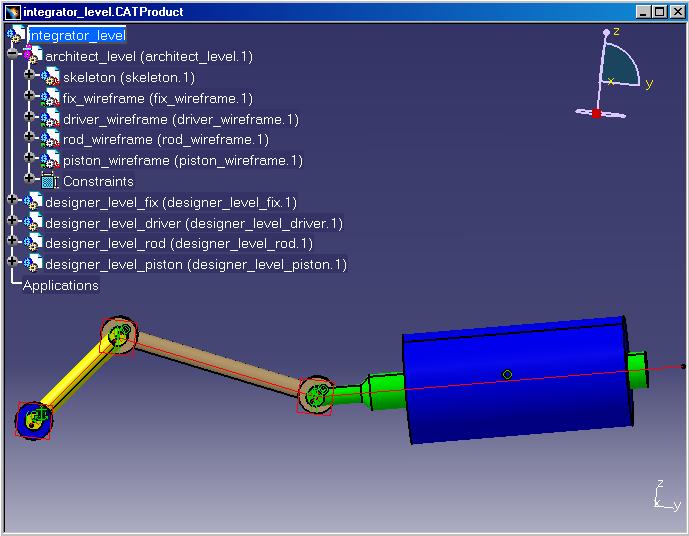 integrator_level.CATProduct
integrator_level
architect_level (architect_level.1)
skeleton (skeleton.1)
fix_wireframe (fix_wireframe.1)
driver_wireframe (driver_wireframe.1)
rod_wireframe (rod_wireframe.1)
piston_wireframe (piston_wireframe.1)
Constraints
designer_level_fix (designer_level_fix.1)
designer_level_driver (designer_level_driver.1)
designer_level_rod (designer_level_rod.1)
designer_level_piston (designer_level_piston.1)
Applications
z
x y
z
x y